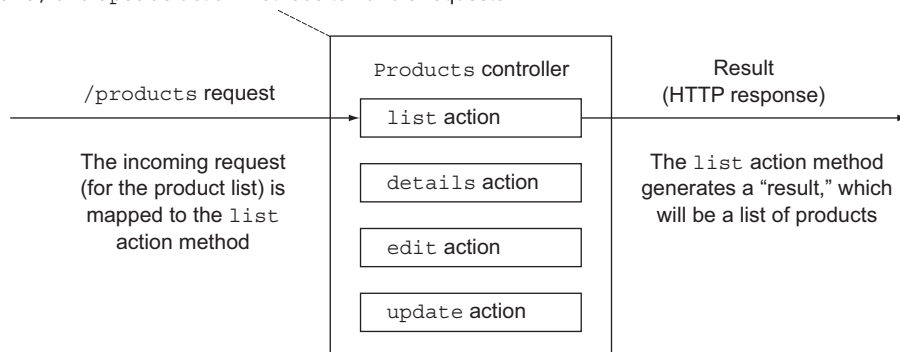 Products controller
/products request
Result
(HTTP response)
list action
The incoming request
(for the product list) is
mapped to the list
action method
The list action method
generates a “result,” which
will be a list of products
details action
edit action
update action